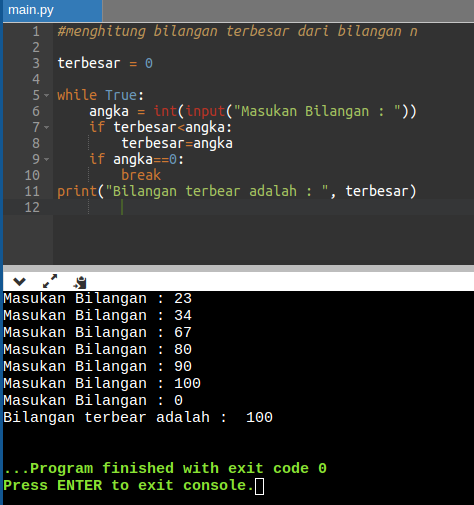 main.py
1 #menghitung bilangan terbesar dari bilangan n
2
3 terbesar = 0
4
5 while True:
6     angka = int(input("Masukan Bilangan : "))
7     if terbesar<angka:
8         terbesar=angka
9     if angka==0:
10         break
11 print("Bilangan terbear adalah : ", terbesar)
12
Masukan Bilangan : 23
Masukan Bilangan : 34
Masukan Bilangan : 67
Masukan Bilangan : 80
Masukan Bilangan : 90
Masukan Bilangan : 100
Masukan Bilangan : 0
Bilangan terbear adalah :  100
...Program finished with exit code 0
Press ENTER to exit console.